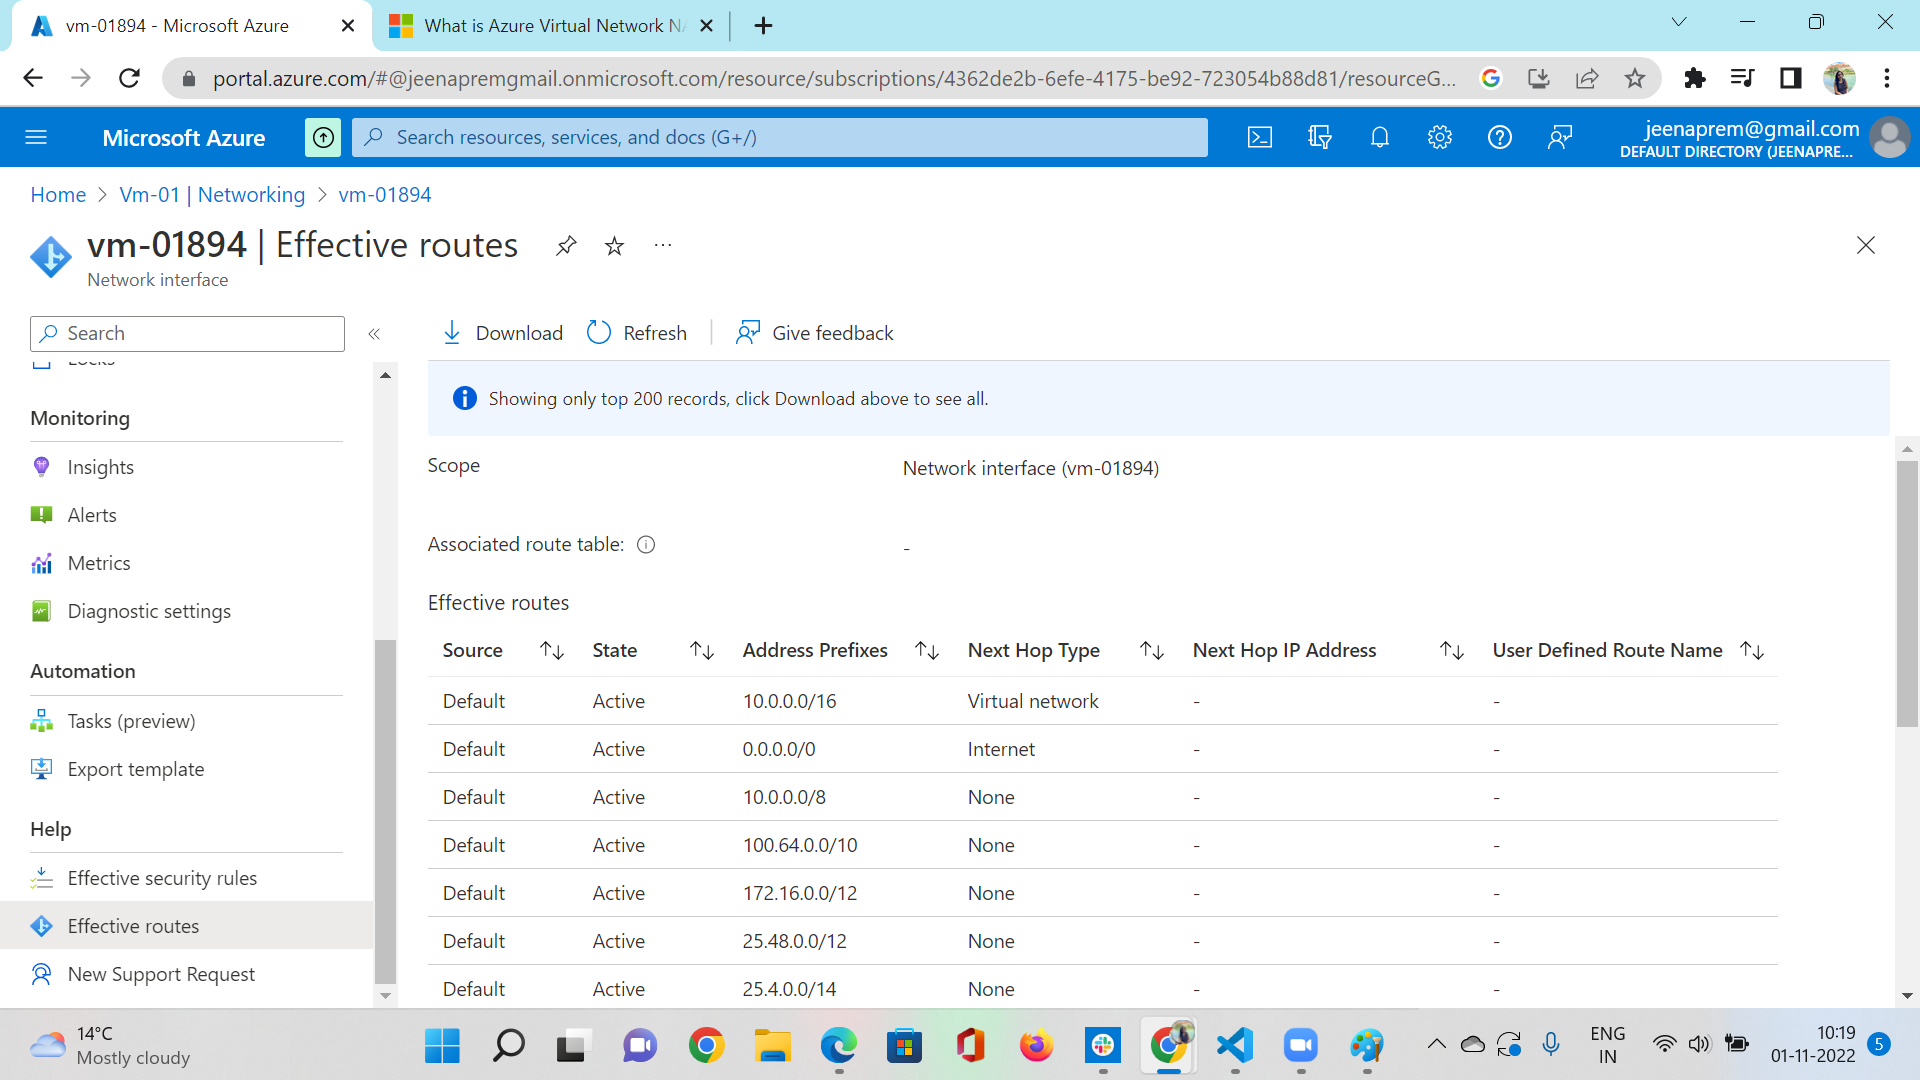 vm-01894 - Microsoft Azure
What is Azure Virtual Network NA
portal.azure.com/#@jeenapremgmail.onmicrosoft.com/resource/subscriptions/4362de2b-6efe-4175-be92-723054b88d81/resourceG...
Microsoft Azure
Search resources, services, and docs (G+/)
jeenaprem@gmail.com
DEFAULT DIRECTORY (JEENAPRE...
Home > Vm-01 | Networking > vm-01894
vm-01894 | Effective routes
Network interface
Search
Download
Refresh
Give feedback
Locks
Monitoring
Insights
Alerts
Metrics
Diagnostic settings
Automation
Tasks (preview)
Export template
Help
Effective security rules
Effective routes
New Support Request
Showing only top 200 records, click Download above to see all.
Scope Network interface (vm-01894)
Associated route table: -
Effective routes
Source State Address Prefixes Next Hop Type Next Hop IP Address User Defined Route Name
Default Active 10.0.0.0/16 Virtual network - -
Default Active 0.0.0.0/0 Internet - -
Default Active 10.0.0.0/8 None - -
Default Active 100.64.0.0/10 None - -
Default Active 172.16.0.0/12 None - -
Default Active 25.48.0.0/12 None - -
Default Active 25.4.0.0/14 None - -
14°C
Mostly cloudy
ENG
IN
10:19
01-11-2022
5